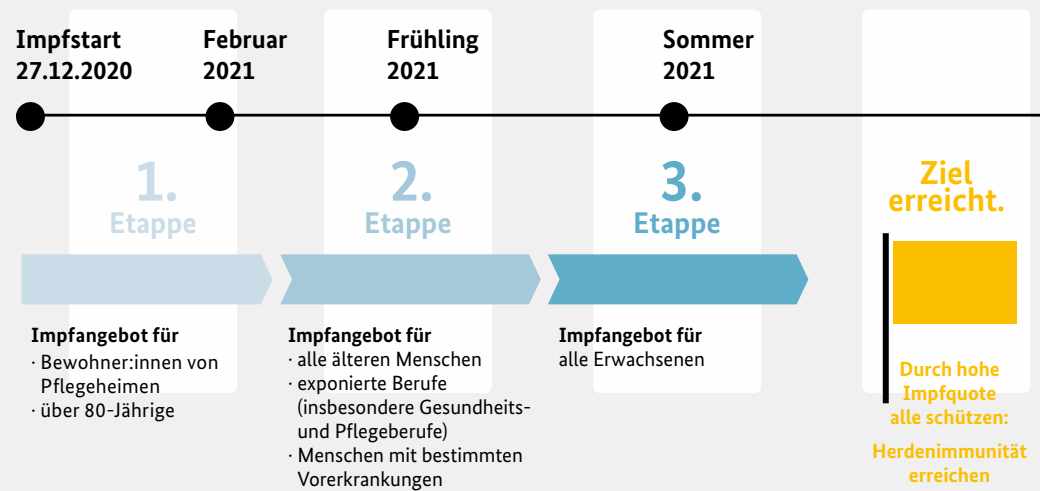 Impfstart
27.12.2020
Februar
2021
Frühling
2021
Sommer
2021
1.
Etappe
2.
Etappe
3.
Etappe
Ziel
erreicht.
Impfangebot für
· Bewohner:innen von
Pflegeheimen
· über 80-Jährige
Impfangebot für
· alle älteren Menschen
· exponierte Berufe
(insbesondere Gesundheits-
und Pflegeberufe)
· Menschen mit bestimmten
Vorerkrankungen
Impfangebot für
alle Erwachsenen
Durch hohe
Impfquote
alle schützen:
Herdenimmunität
erreichen